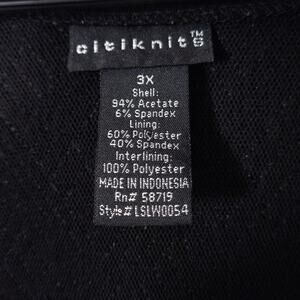 citiknits™
3X
Shell:
94% Acetate
6% Spandex
Lining:
60% Polyester
40% Spandex
Interlining:
100% Polyester
MADE IN INDONESIA
Rn# 58719
Style# LSLW0054